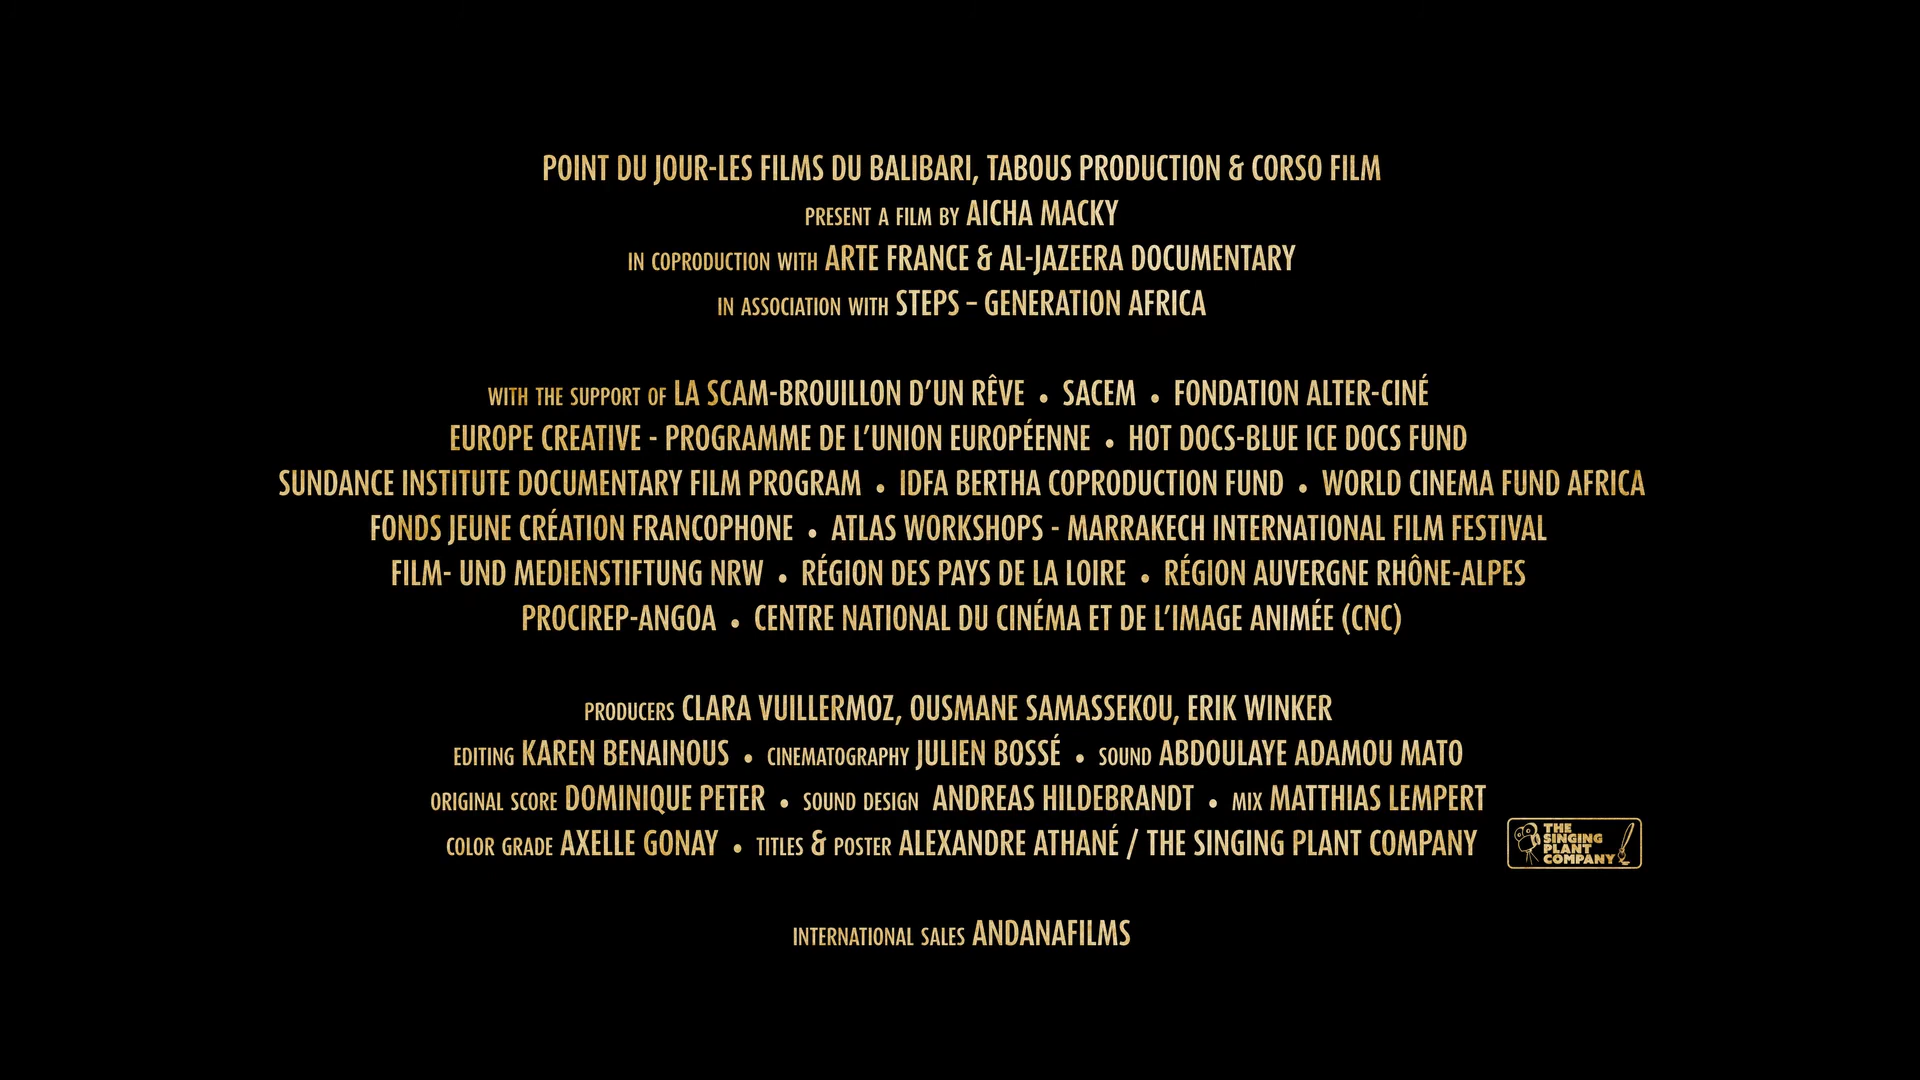 POINT DU JOUR-LES FILMS DU BALIBARI, TABOUS PRODUCTION & CORSO FILM
PRESENT A FILM BY AICHA MACKY
IN COPRODUCTION WITH ARTE FRANCE & AL-JAZEERA DOCUMENTARY
IN ASSOCIATION WITH STEPS – GENERATION AFRICA
WITH THE SUPPORT OF LA SCAM-BROUILLON D’UN RÊVE • SACEM • FONDATION ALTER-CINÉ
EUROPE CREATIVE - PROGRAMME DE L’UNION EUROPÉENNE • HOT DOCS-BLUE ICE DOCS FUND
SUNDANCE INSTITUTE DOCUMENTARY FILM PROGRAM • IDFA BERTHA COPRODUCTION FUND • WORLD CINEMA FUND AFRICA
FONDS JEUNE CRÉATION FRANCOPHONE • ATLAS WORKSHOPS - MARRAKECH INTERNATIONAL FILM FESTIVAL
FILM- UND MEDIENSTIFTUNG NRW • RÉGION DES PAYS DE LA LOIRE • RÉGION AUVERGNE RHÔNE-ALPES
PROCIREP-ANGOA • CENTRE NATIONAL DU CINÉMA ET DE L’IMAGE ANIMÉE (CNC)
PRODUCERS CLARA VUILLERMOZ, OUSMANE SAMASSEKOU, ERIK WINKER
EDITING KAREN BENAINOUS • CINEMATOGRAPHY JULIEN BOSSÉ • SOUND ABDOULAYE ADAMOU MATO
ORIGINAL SCORE DOMINIQUE PETER • SOUND DESIGN ANDREAS HILDEBRANDT • MIX MATTHIAS LEMPERT
COLOR GRADE AXELLE GONAY • TITLES & POSTER ALEXANDRE ATHANÉ / THE SINGING PLANT COMPANY
THE
SINGING
PLANT
COMPANY
INTERNATIONAL SALES ANDANAFILMS